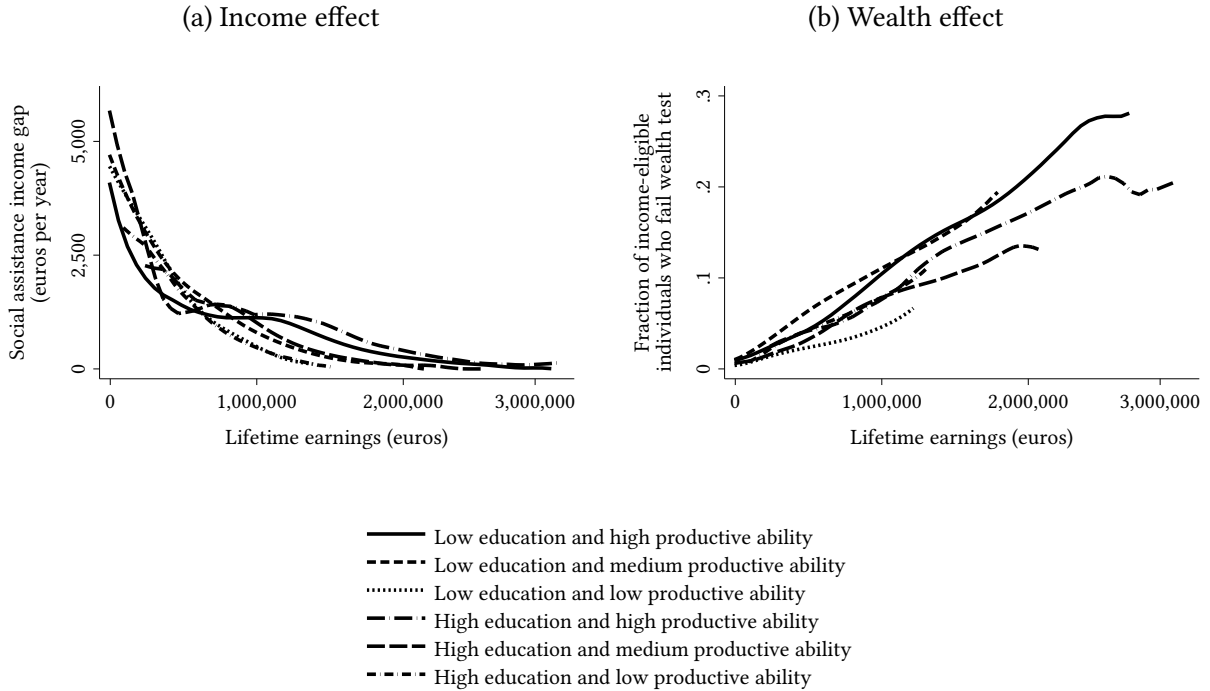 (a) Income effect
Social assistance income gap
(euros per year)
5,000
2,500
0
0
1,000,000
2,000,000
3,000,000
Lifetime earnings (euros)
(b) Wealth effect
Fraction of income-eligible
individuals who fail wealth test
.3
.2
.1
0
0
1,000,000
2,000,000
3,000,000
Lifetime earnings (euros)
Low education and high productive ability
Low education and medium productive ability
Low education and low productive ability
High education and high productive ability
High education and medium productive ability
High education and low productive ability